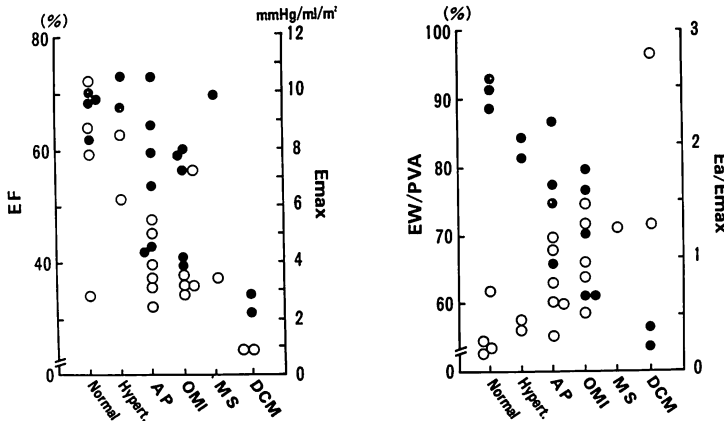 (%)
mmHg/ml/m²
80
60
40
0
EF
12
10
8
6
4
2
0
Emax
Normal
Hypert.
AP
OMI
MS
DCM
(%)
100
90
80
70
60
0
EW/PVA
3
2
1
0
Ea/Emax
Normal
Hypert.
AP
OMI
MS
DCM